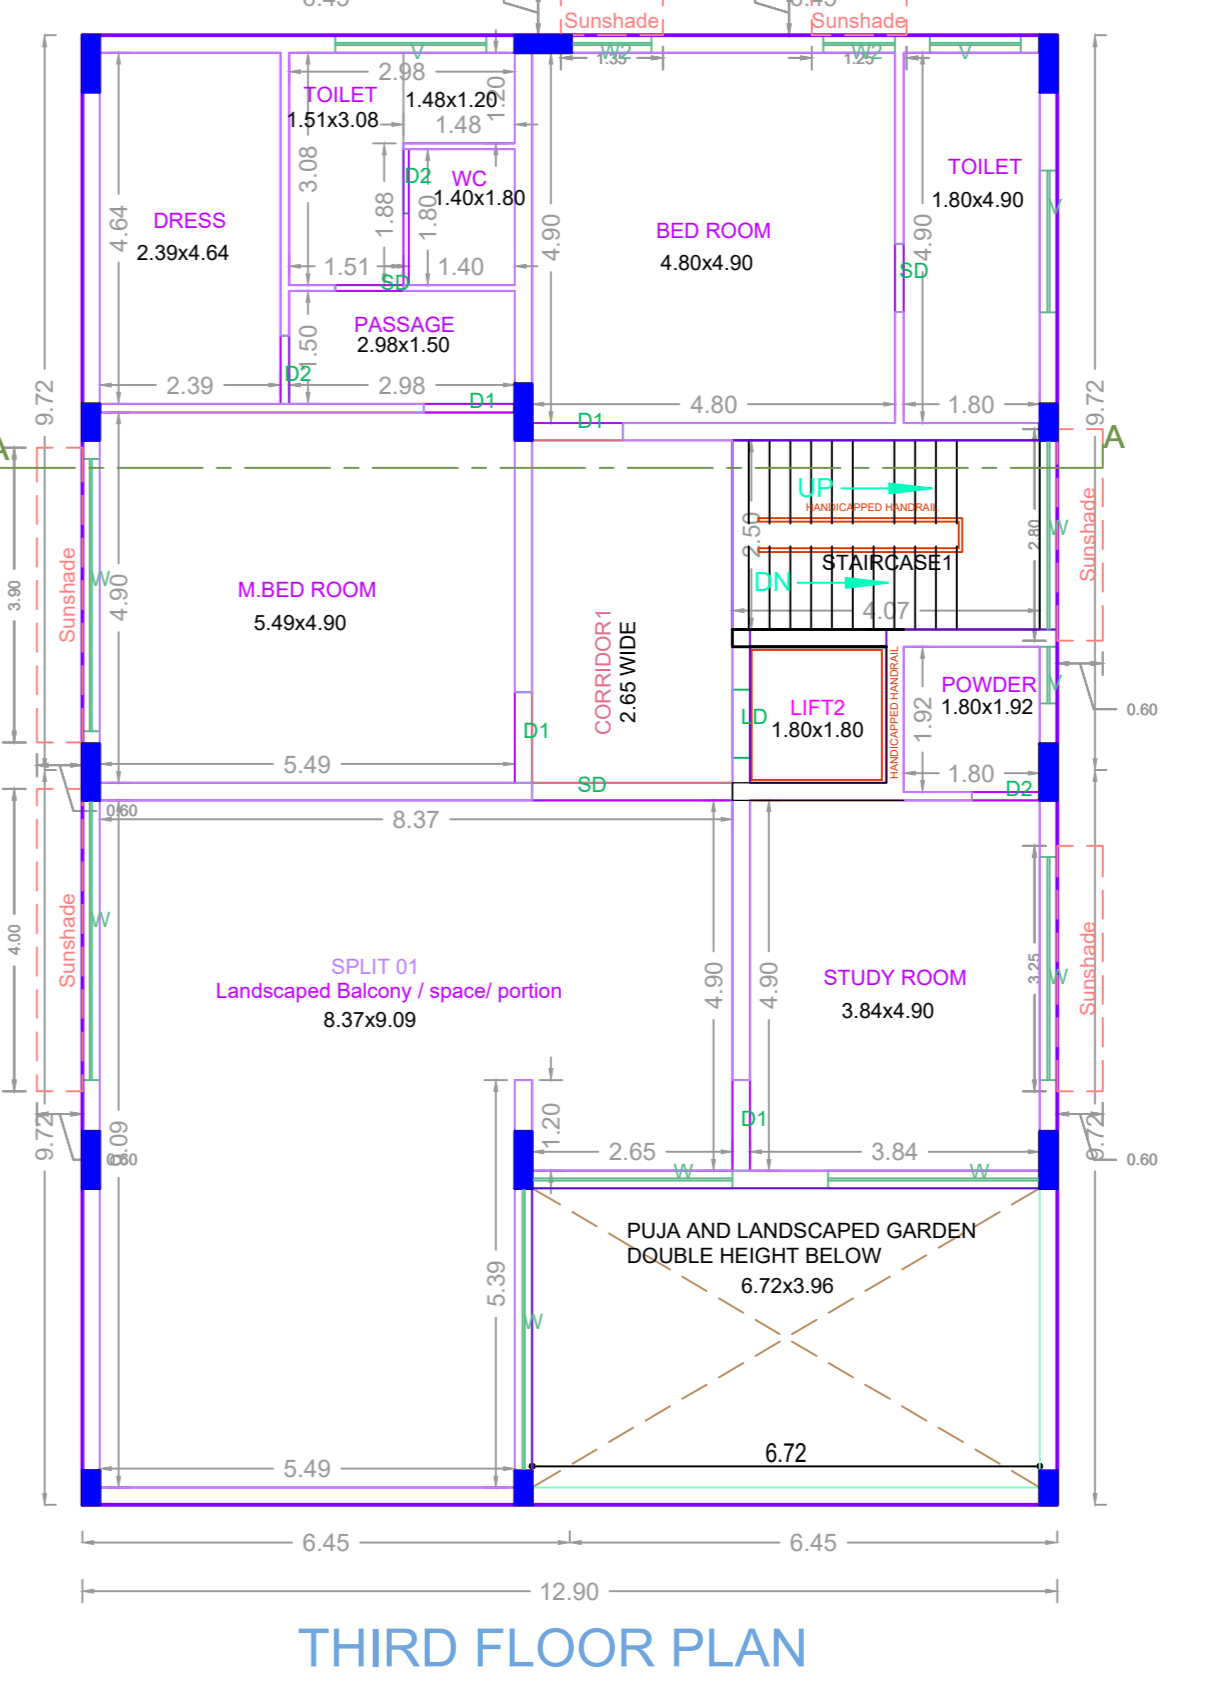 6.45
6.45
Sunshade
Sunshade
V
W2
W2
V
1.35
1.25
2.98
TOILET
1.51x3.08
1.48x1.20
1.20
1.48
3.08
D2
WC
1.40x1.80
1.88
1.80
TOILET
1.80x4.90
V
DRESS
2.39x4.64
4.64
4.90
BED ROOM
4.80x4.90
4.90
SD
1.51
1.40
SD
PASSAGE
2.98x1.50
1.50
D2
2.39
2.98
D1
9.72
4.80
1.80
9.72
D1
A
A
UP
HANDICAPPED HANDRAIL
2.50
2.80
W
Sunshade
STAIRCASE1
DN
4.07
3.90
Sunshade
W
4.90
M.BED ROOM
5.49x4.90
CORRIDOR1
2.65 WIDE
HANDICAPPED HANDRAIL
POWDER
1.80x1.92
V
0.60
LIFT2
1.80x1.80
LD
1.92
D1
5.49
1.80
SD
D2
0.60
8.37
4.00
Sunshade
W
SPLIT 01
Landscaped Balcony / space/ portion
8.37x9.09
4.90
4.90
STUDY ROOM
3.84x4.90
3.25
W
Sunshade
D1
1.20
9.72
9.09
0.60
2.65
3.84
9.72
0.60
W
W
PUJA AND LANDSCAPED GARDEN
DOUBLE HEIGHT BELOW
6.72x3.96
5.39
W
5.49
6.72
6.45
6.45
12.90
THIRD FLOOR PLAN